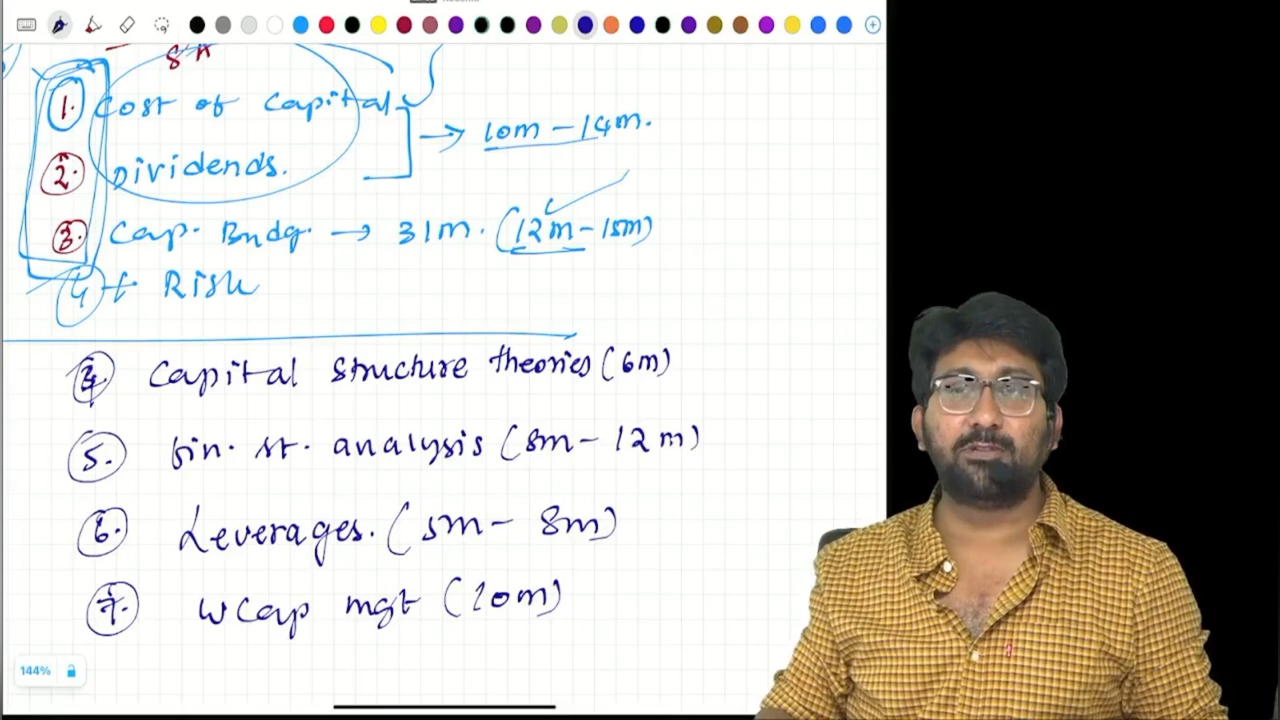 1. Cost of Capital
→ 10m - 14m.
2. Dividends.
3. Cap. Bndg. → 31m. (12m - 15m)
4 + Risk
4. Capital structure theories (6m)
5. fin. st. analysis (8m - 12m)
6. Leverages. (5m - 8m)
7. W Cap mgt (10m)
144%